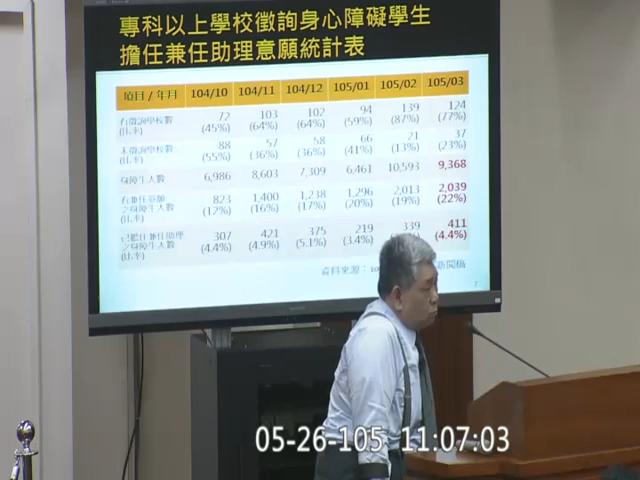 專科以上學校徵詢身心障礙學生
擔任兼任助理意願統計表
項目 / 年月 104/10 104/11 104/12 105/01 105/02 105/03
有徵詢學校數 72 103 102 94 139 124
(比率) (45%) (64%) (64%) (59%) (87%) (77%)
未徵詢學校數 88 57 58 66 21 37
(比率) (55%) (36%) (36%) (41%) (13%) (23%)
身障生人數 6,986 8,603 7,309 6,461 10,593 9,368
有兼任意願 823 1,400 1,238 1,296 2,013 2,039
之身障生人數
(比率) (12%) (16%) (17%) (20%) (19%) (22%)
已擔任兼任助理 307 421 375 219 339 411
之身障生人數
(比率) (4.4%) (4.9%) (5.1%) (3.4%) (4.4%)
資料來源：10 新聞稿
7
05-26-105 11:07:03